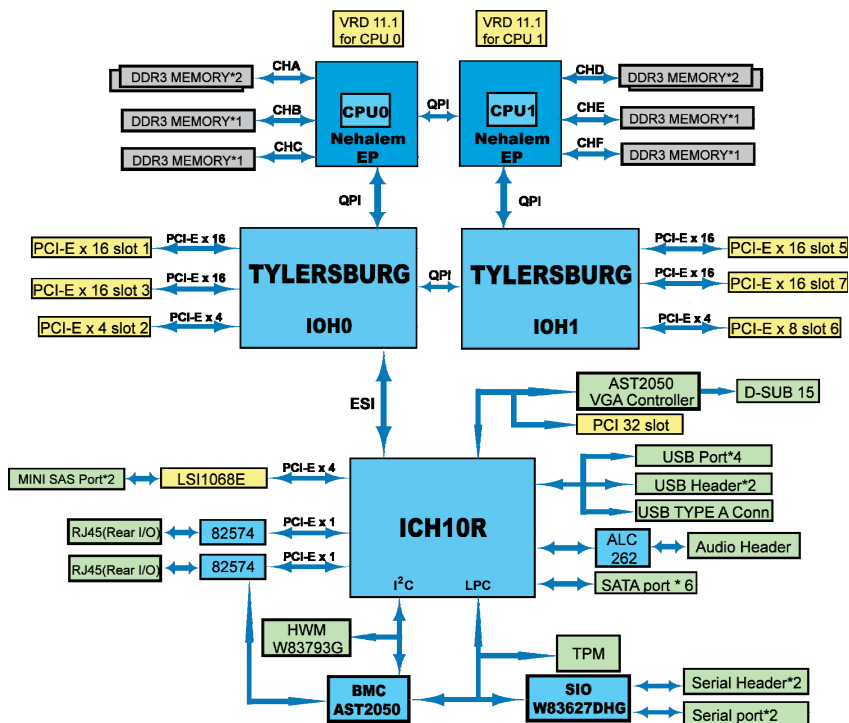 VRD 11.1
for CPU 0
VRD 11.1
for CPU 1
DDR3 MEMORY*2
CHA
CPU0
Nehalem
EP
QPI
CPU1
Nehalem
EP
CHD
DDR3 MEMORY*2
DDR3 MEMORY*1
CHB
CHE
DDR3 MEMORY*1
DDR3 MEMORY*1
CHC
CHF
DDR3 MEMORY*1
QPI
QPI
PCI-E x 16 slot 1
PCI-E x 16
PCI-E x 16 slot 3
PCI-E x 16
PCI-E x 4 slot 2
PCI-E x 4
TYLERSBURG
IOH0
QPI
TYLERSBURG
IOH1
PCI-E x 16
PCI-E x 16 slot 5
PCI-E x 16
PCI-E x 16 slot 7
PCI-E x 4
PCI-E x 8 slot 6
ESI
AST2050
VGA Controller
D-SUB 15
PCI 32 slot
MINI SAS Port*2
LSI1068E
PCI-E x 4
RJ45(Rear I/O)
82574
PCI-E x 1
RJ45(Rear I/O)
82574
PCI-E x 1
ICH10R
I²C
LPC
USB Port*4
USB Header*2
USB TYPE A Conn
ALC
262
Audio Header
SATA port * 6
HWM
W83793G
TPM
BMC
AST2050
SIO
W83627DHG
Serial Header*2
Serial port*2